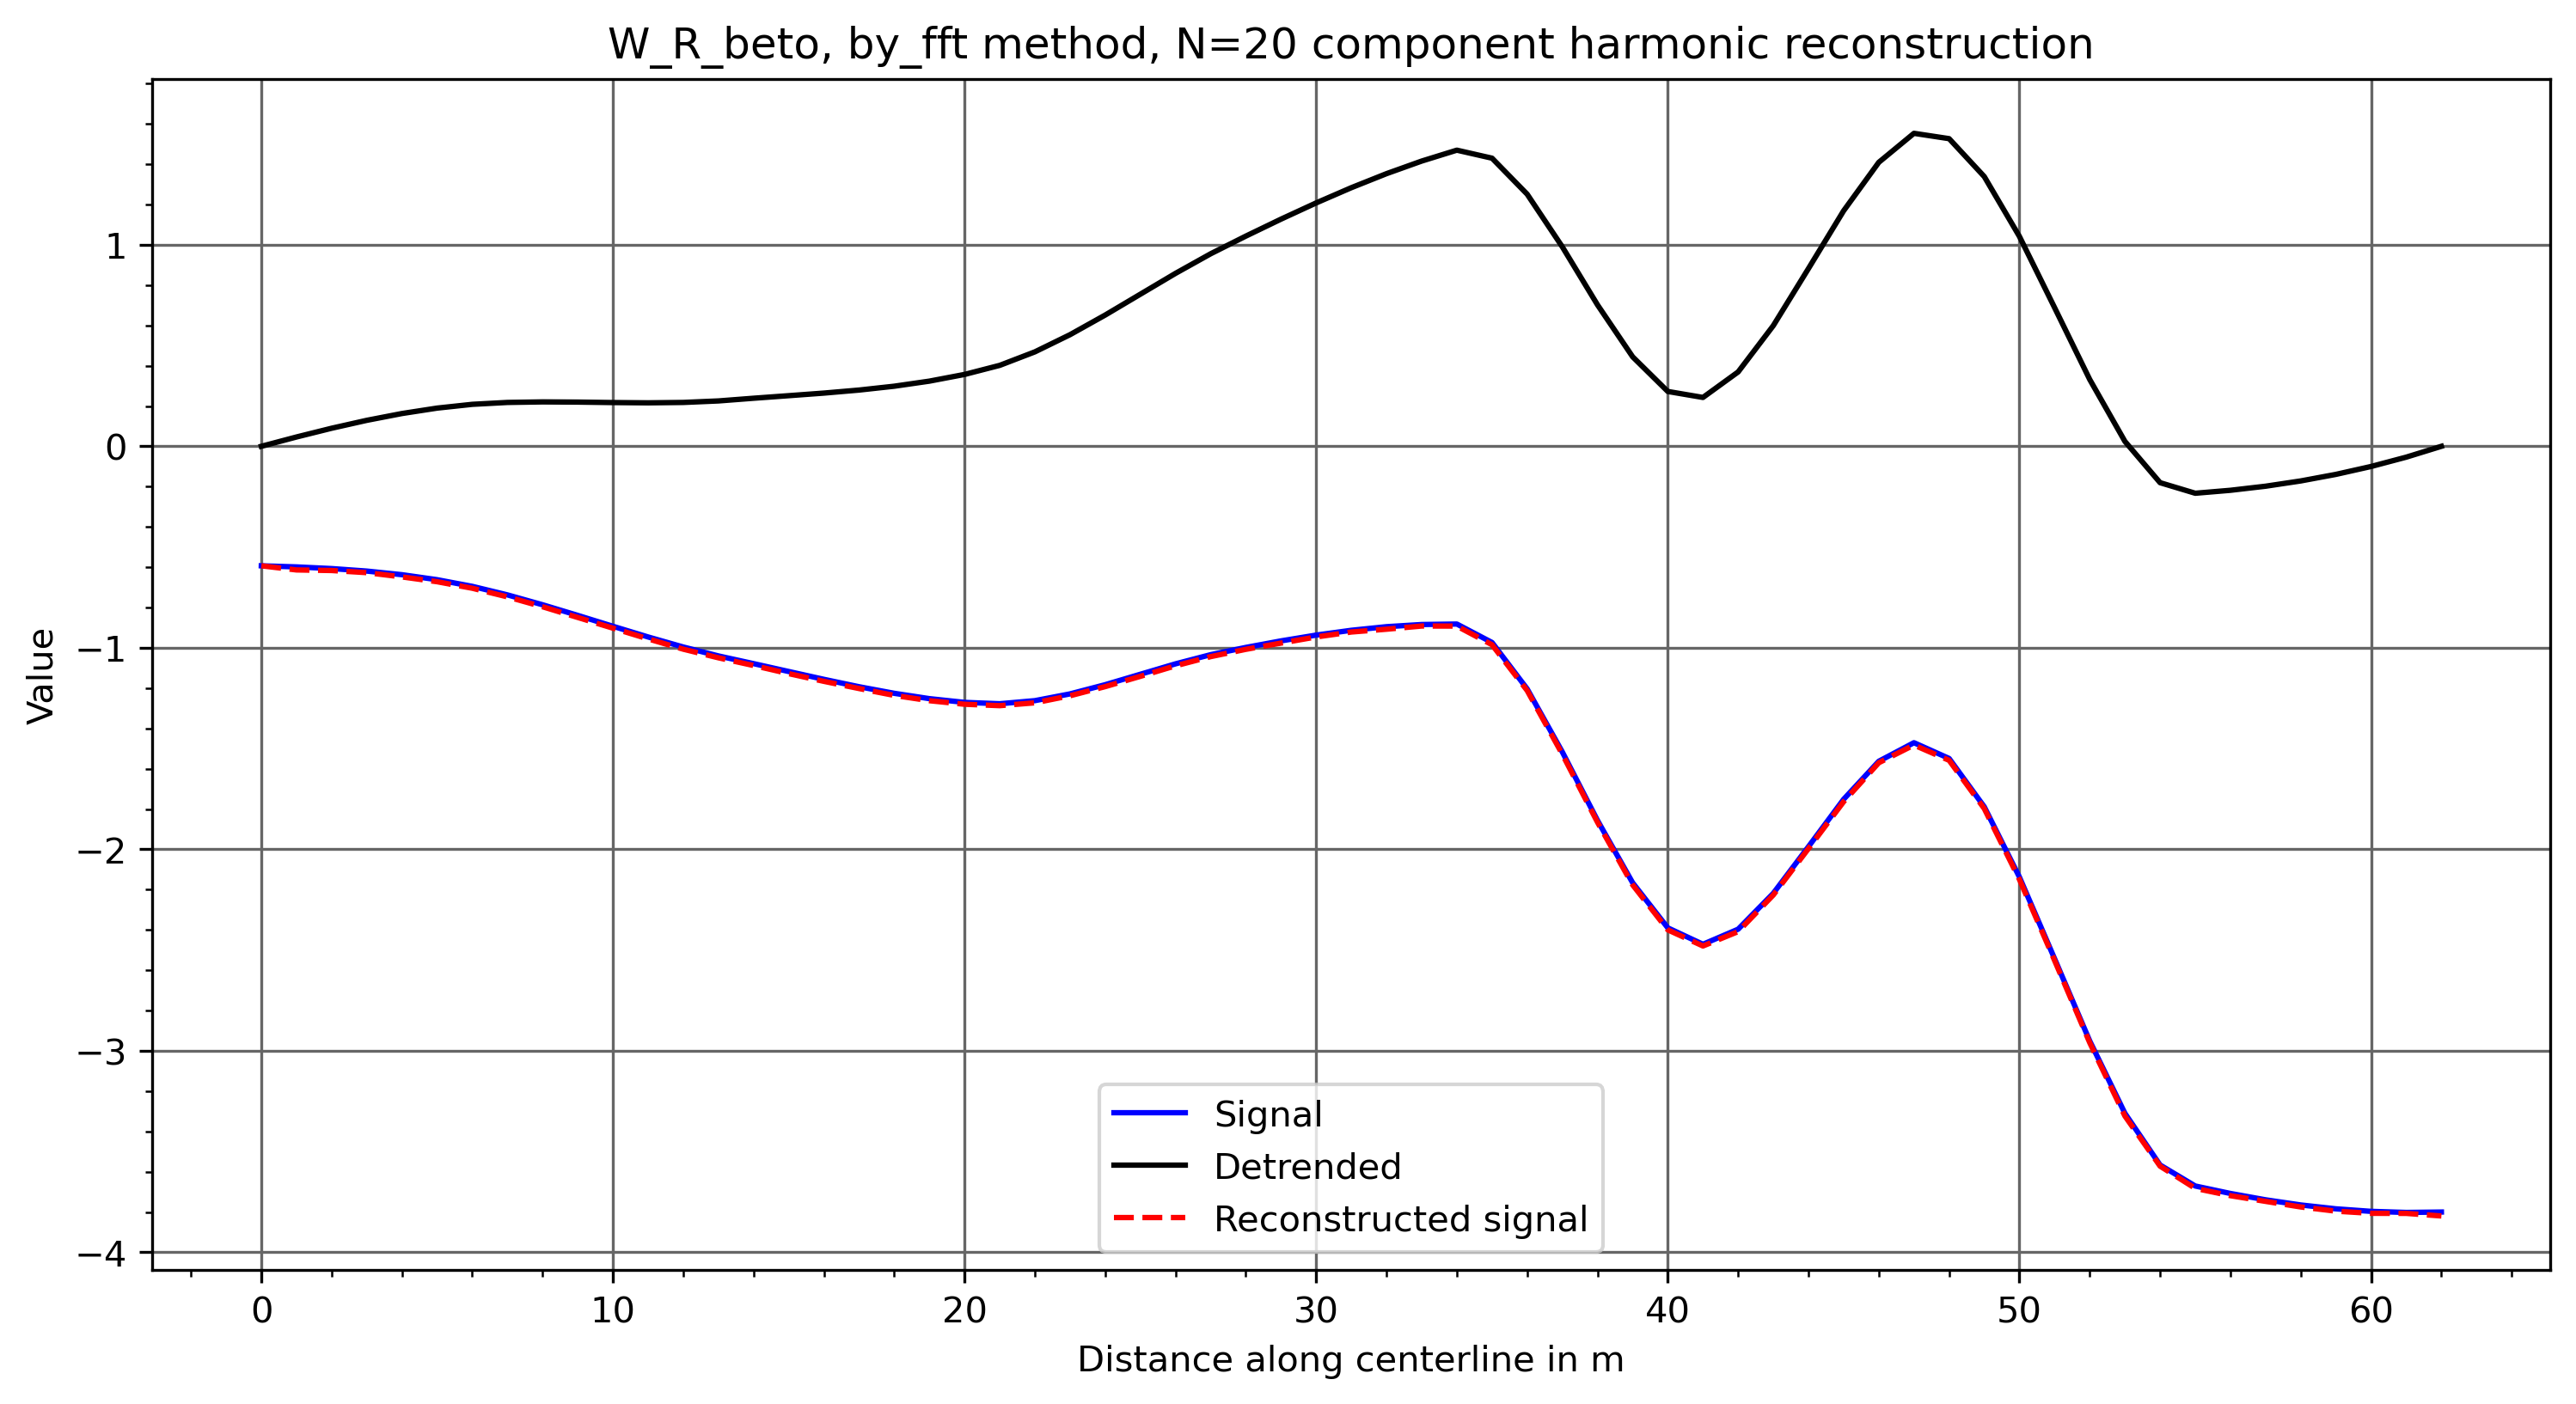 W_R_beto, by_fft method, N=20 component harmonic reconstruction
Value
1
0
−1
−2
−3
−4
Signal
Detrended
Reconstructed signal
0 10 20 30 40 50 60
Distance along centerline in m